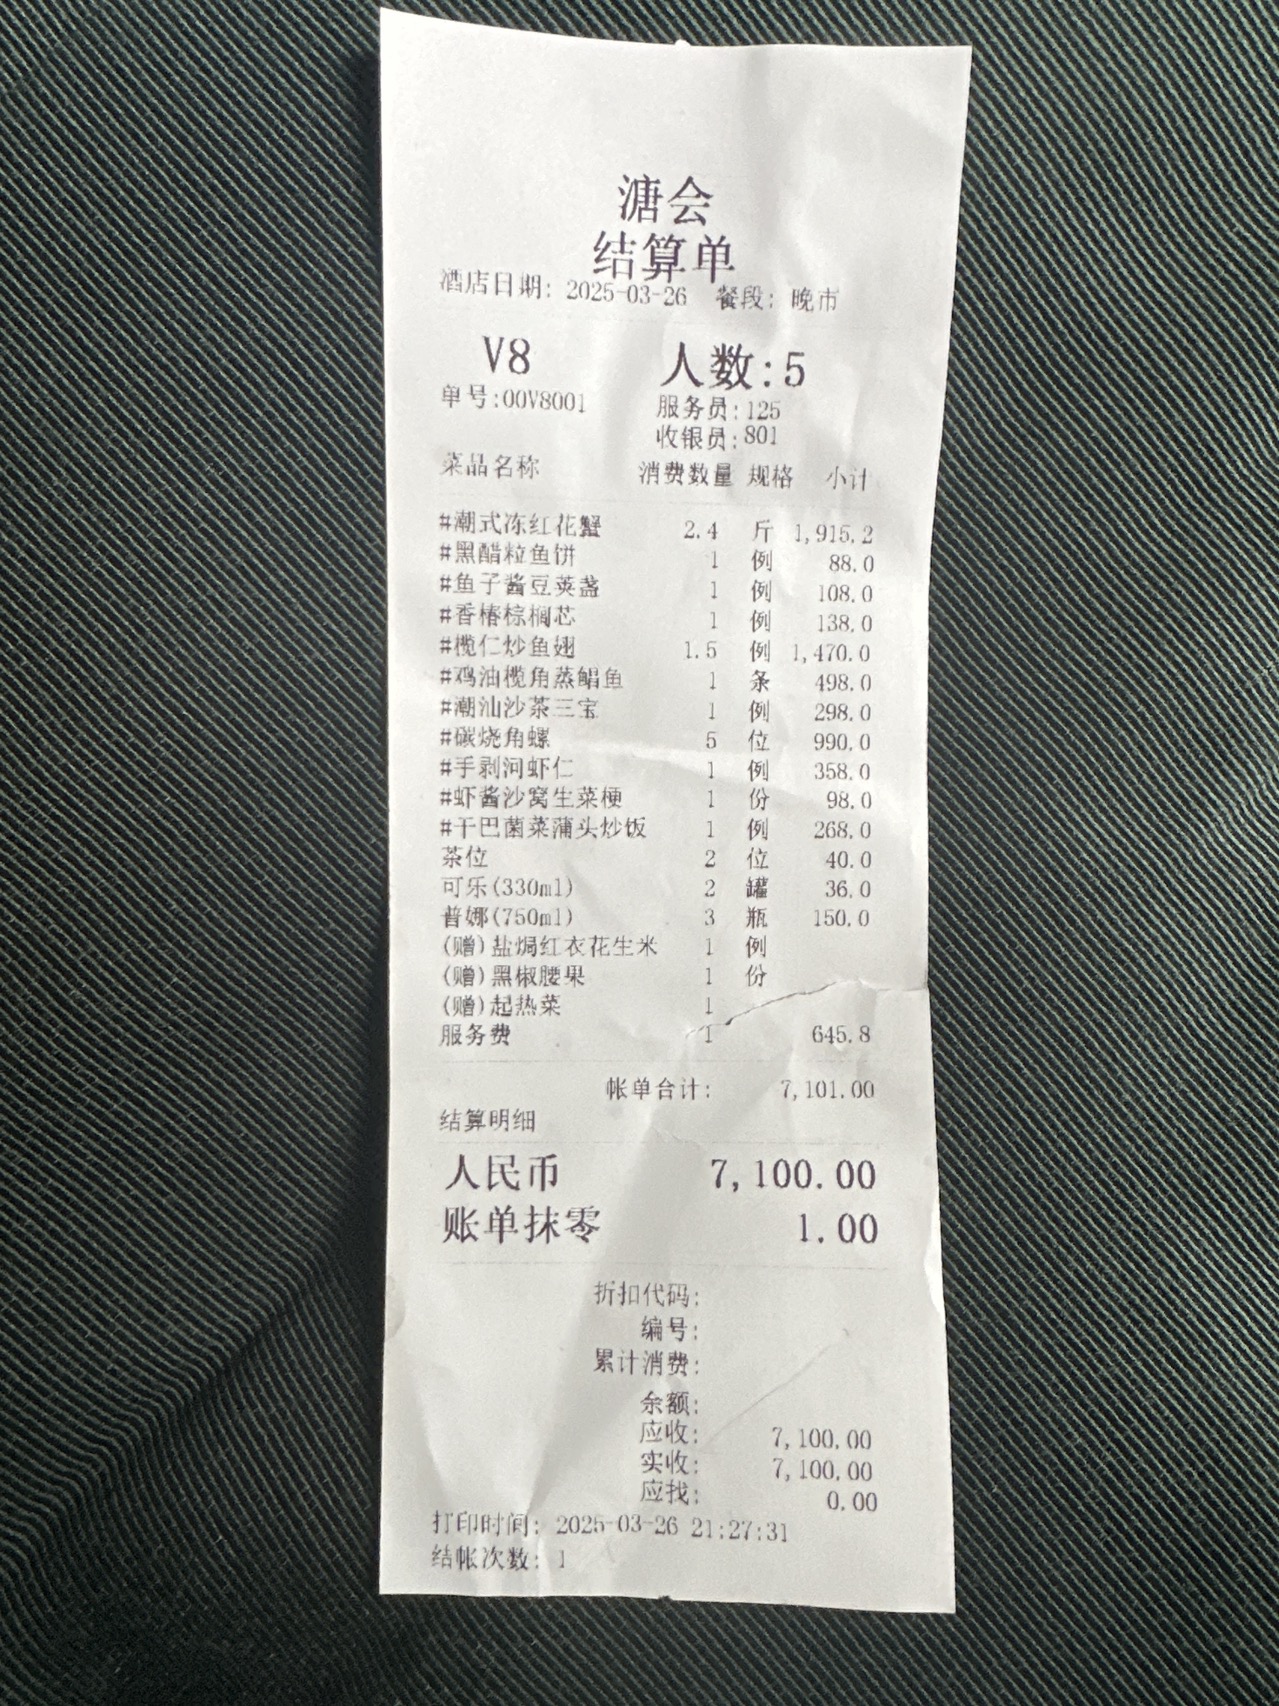 溏会
结算单
酒店日期: 2025-03-26 餐段: 晚市
V8 人数:5
单号:00V8001 服务员:125
收银员:801
菜品名称 消费数量 规格 小计
#潮式冻红花蟹 2.4 斤 1,915.2
#黑醋粒鱼饼 1 例 88.0
#鱼子酱豆荚盏 1 例 108.0
#香椿棕榈芯 1 例 138.0
#榄仁炒鱼翅 1.5 例 1,470.0
#鸡油榄角蒸鲳鱼 1 条 498.0
#潮汕沙茶三宝 1 例 298.0
#碳烧角螺 5 位 990.0
#手剥河虾仁 1 例 358.0
#虾酱沙窝生菜梗 1 份 98.0
#干巴菌菜蒲头炒饭 1 例 268.0
茶位 2 位 40.0
可乐(330ml) 2 罐 36.0
普娜(750ml) 3 瓶 150.0
(赠)盐焗红衣花生米 1 例
(赠)黑椒腰果 1 份
(赠)起热菜 1
服务费 1 645.8
帐单合计: 7,101.00
结算明细
人民币 7,100.00
账单抹零 1.00
折扣代码:
编号:
累计消费:
余额:
应收: 7,100.00
实收: 7,100.00
应找: 0.00
打印时间: 2025-03-26 21:27:31
结帐次数: 1